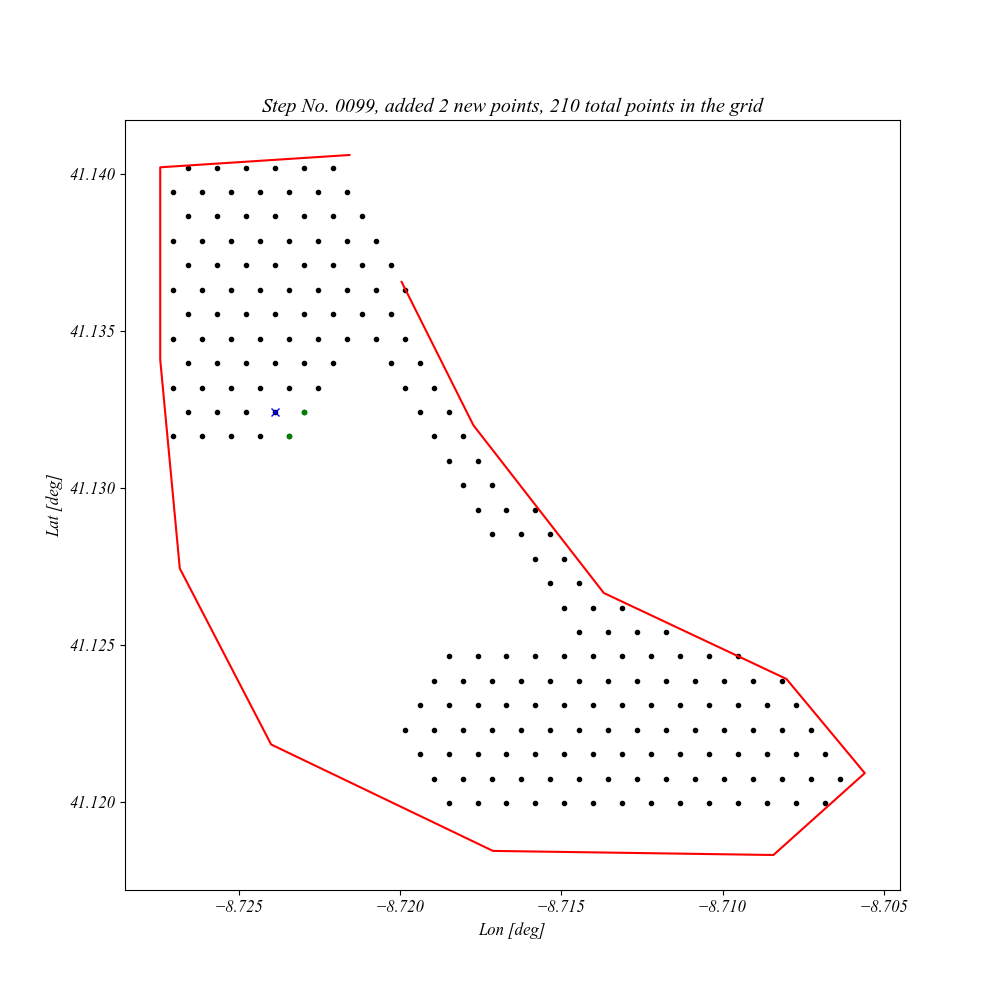 Step No. 0099, added 2 new points, 210 total points in the grid
41.140
41.135
41.130
41.125
41.120
Lat [deg]
−8.725 −8.720 −8.715 −8.710 −8.705
Lon [deg]